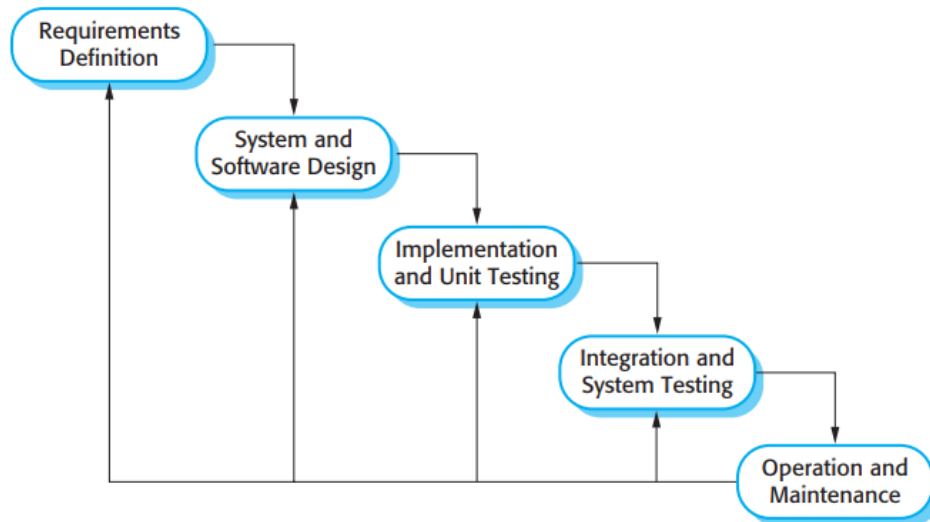 Requirements
Definition
System and
Software Design
Implementation
and Unit Testing
Integration and
System Testing
Operation and
Maintenance